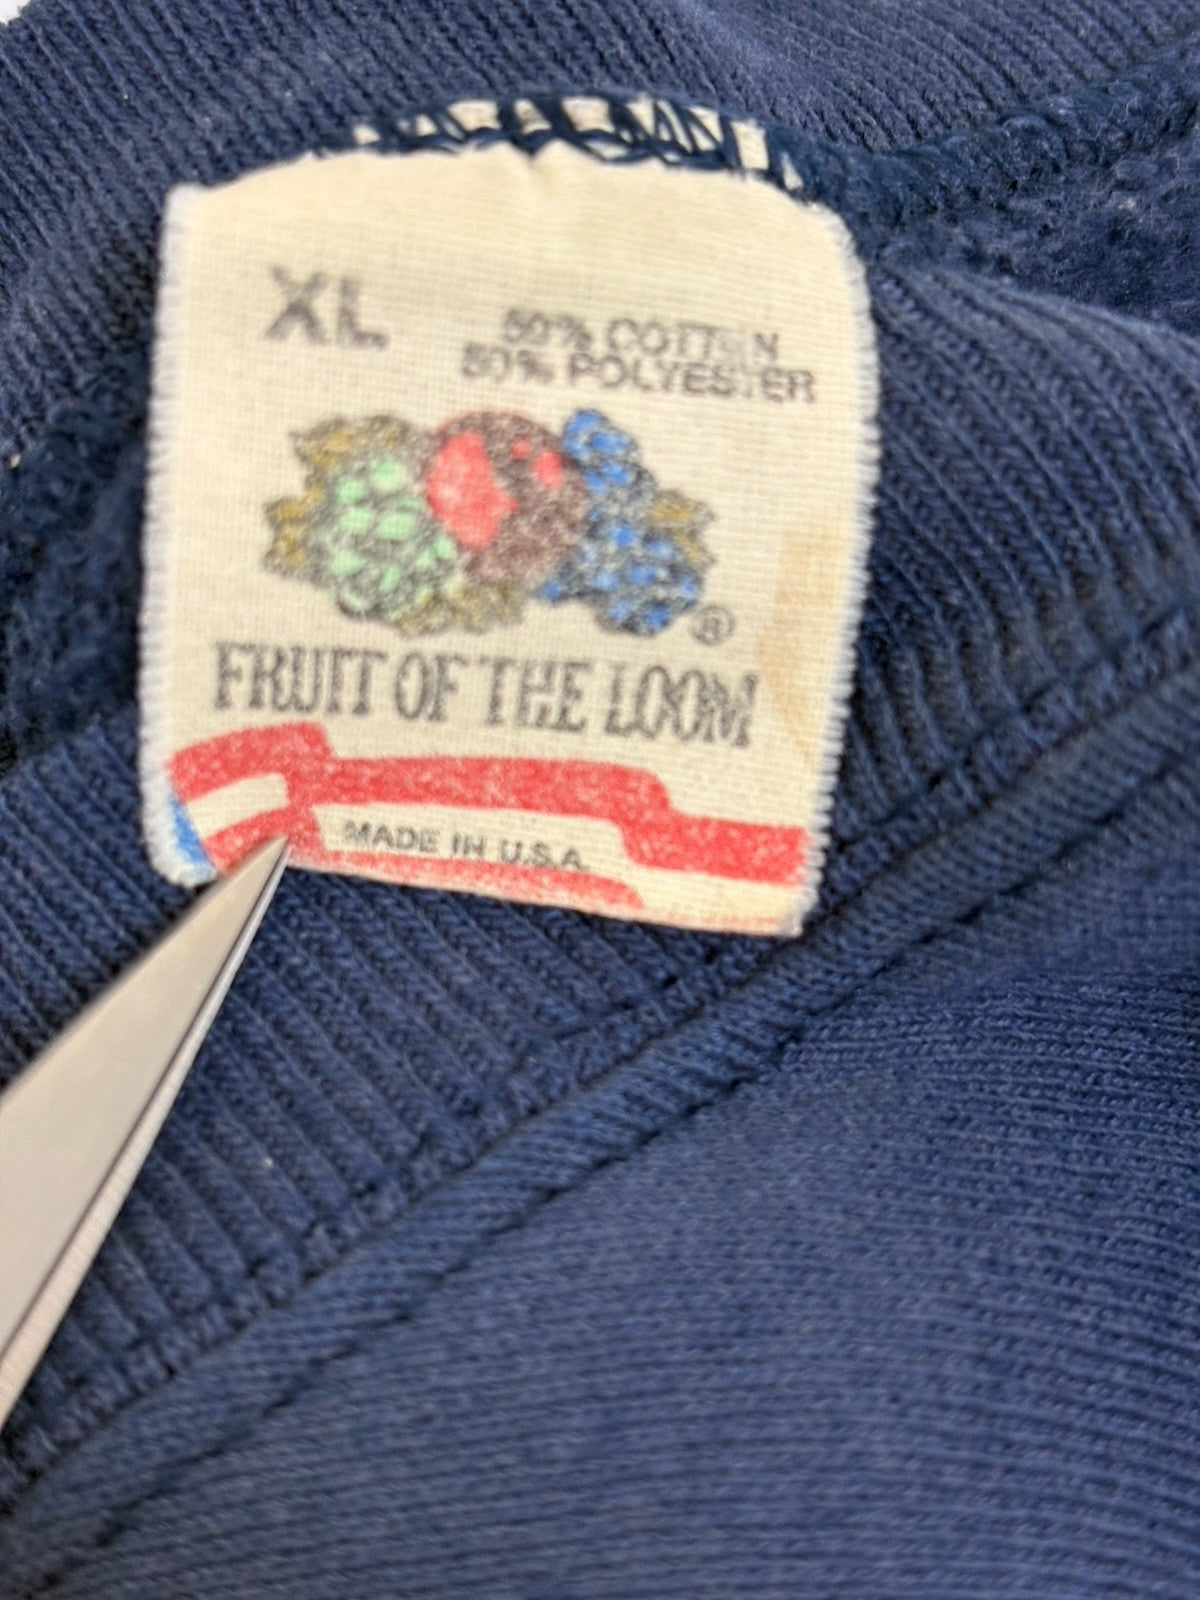 XL
50% COTTON
50% POLYESTER
®
FRUIT OF THE LOOM
MADE IN U.S.A.